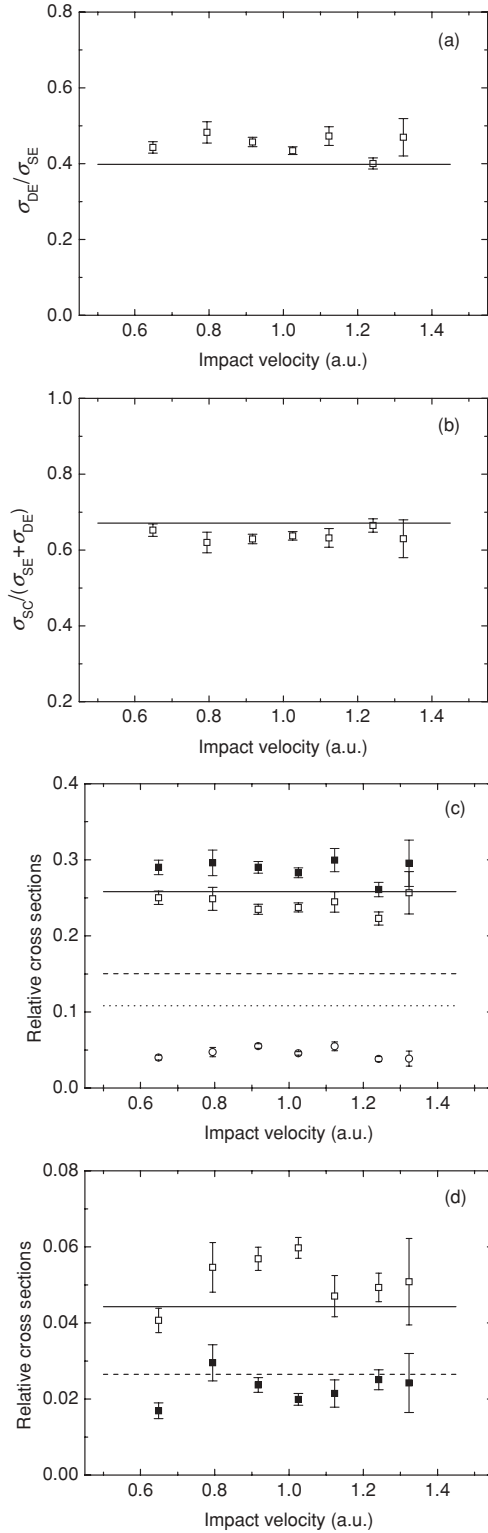 (a)
0.8
0.6
0.4
0.2
0.0
σDE/σSE
0.6 0.8 1.0 1.2 1.4
Impact velocity (a.u.)
(b)
1.0
0.8
0.6
0.4
0.2
σSC/(σSE+σDE)
0.6 0.8 1.0 1.2 1.4
Impact velocity (a.u.)
(c)
0.4
0.3
0.2
0.1
0.0
Relative cross sections
0.6 0.8 1.0 1.2 1.4
Impact velocity (a.u.)
(d)
0.08
0.06
0.04
0.02
0.00
Relative cross sections
0.6 0.8 1.0 1.2 1.4
Impact velocity (a.u.)